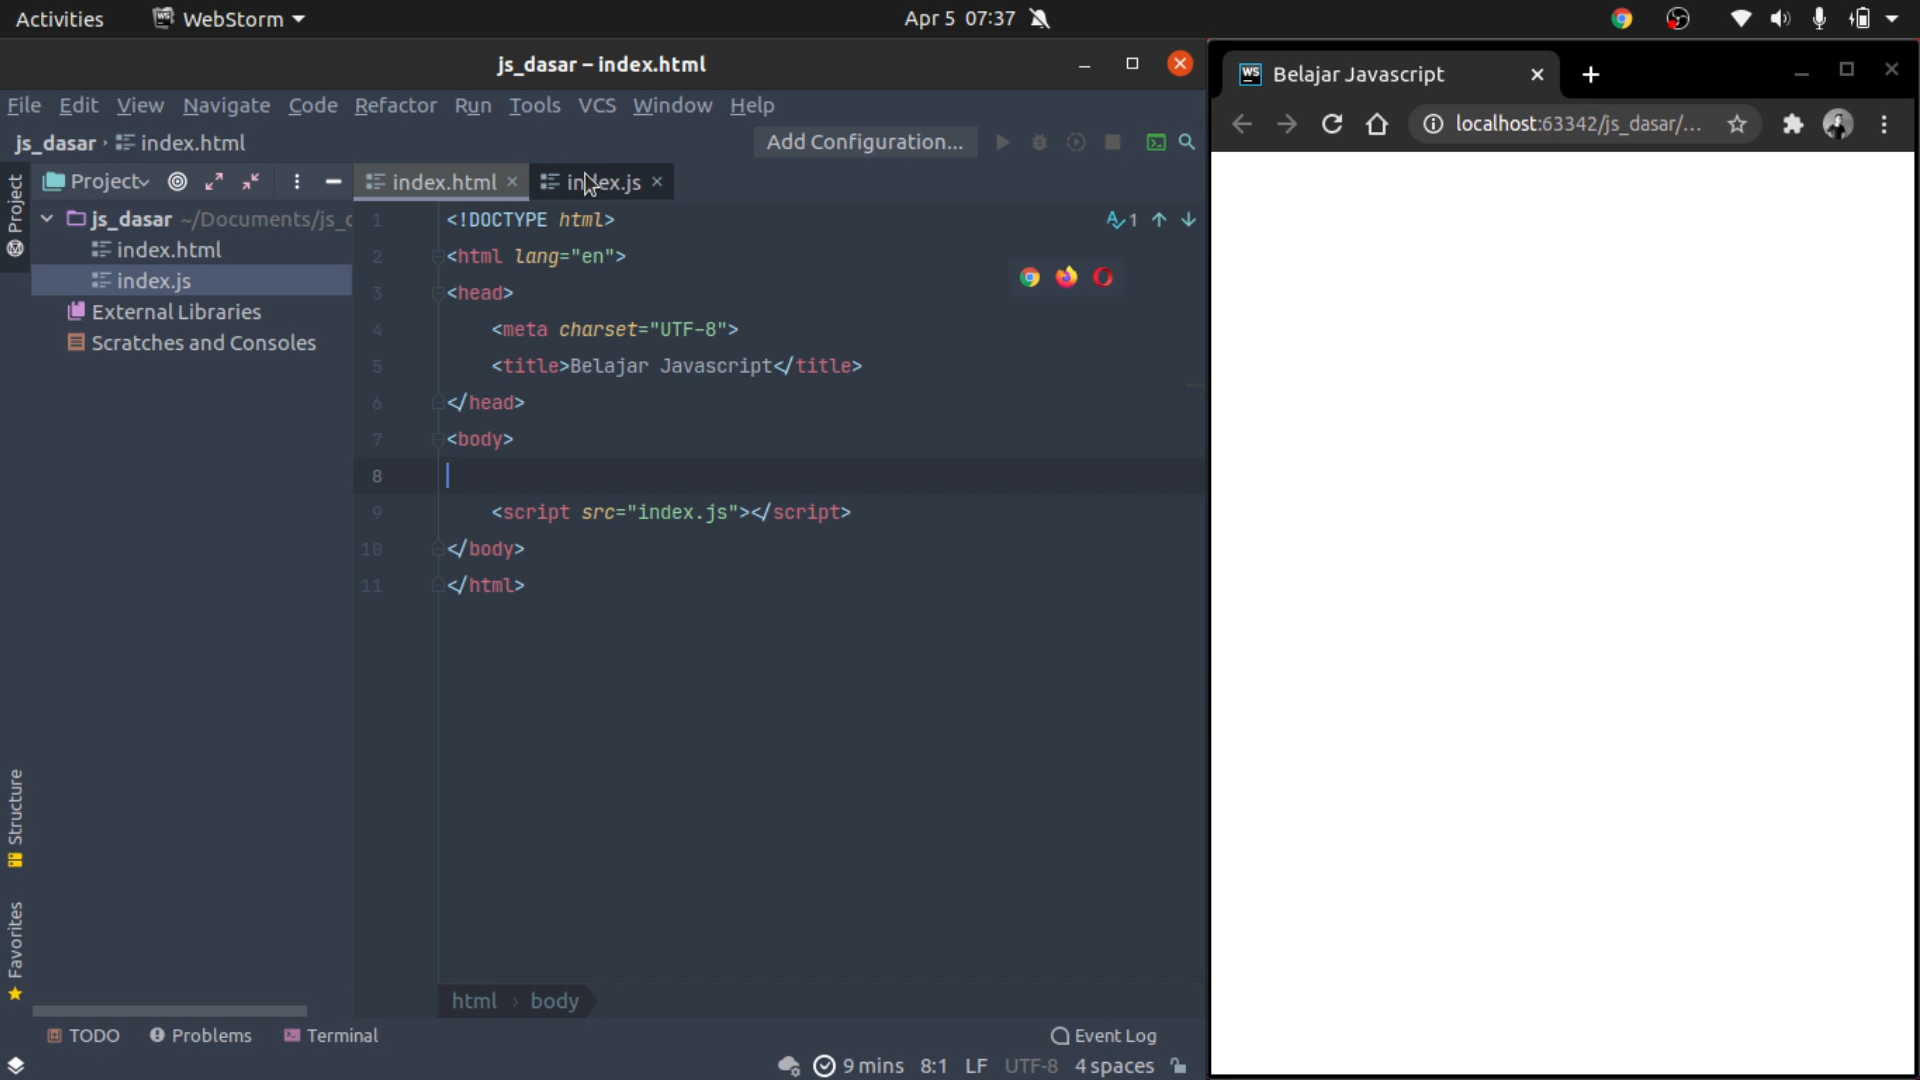 Activities WebStorm Apr 5 07:37
js_dasar – index.html
File Edit View Navigate Code Refactor Run Tools VCS Window Help
js_dasar › index.html Add Configuration...
Project index.html index.js
js_dasar ~/Documents/js_d
index.html
index.js
External Libraries
Scratches and Consoles
Project
Structure
Favorites
1 <!DOCTYPE html>
2 <html lang="en">
3 <head>
4 <meta charset="UTF-8">
5 <title>Belajar Javascript</title>
6 </head>
7 <body>
8
9 <script src="index.js"></script>
10 </body>
11 </html>
1
html › body
TODO Problems Terminal Event Log
9 mins 8:1 LF UTF-8 4 spaces
WS Belajar Javascript
localhost:63342/js_dasar/...